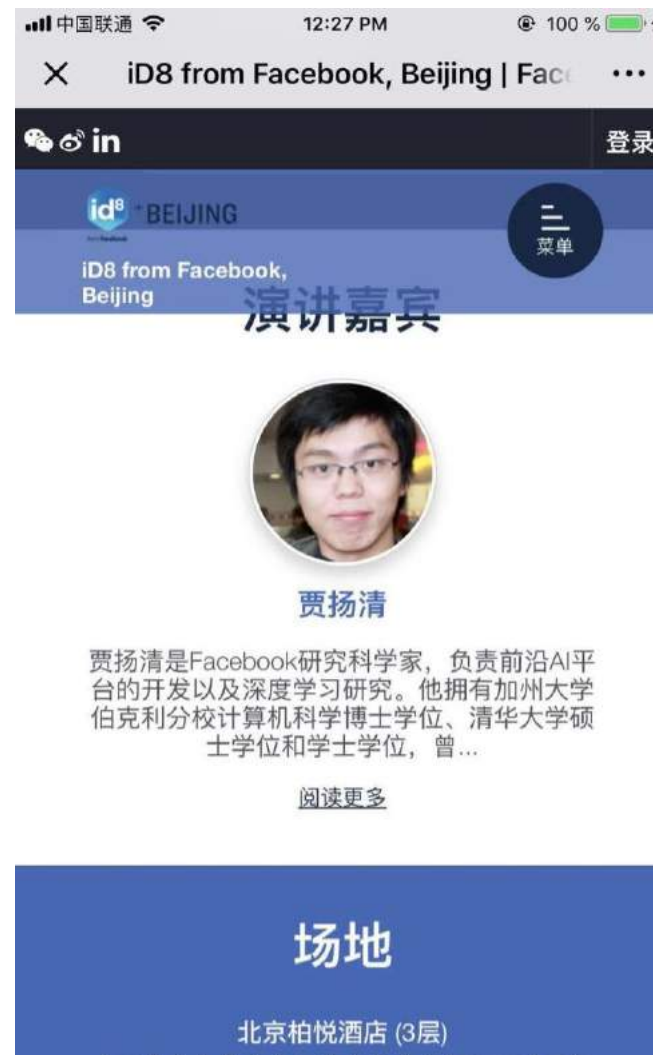 中国联通 12:27 PM 100 %
iD8 from Facebook, Beijing | Fac
in 登录
id8 BEIJING
菜单
iD8 from Facebook,
Beijing
演讲嘉宾
贾扬清
贾扬清是Facebook研究科学家，负责前沿AI平
台的开发以及深度学习研究。他拥有加州大学
伯克利分校计算机科学博士学位、清华大学硕
士学位和学士学位，曾...
阅读更多
场地
北京柏悦酒店 (3层)